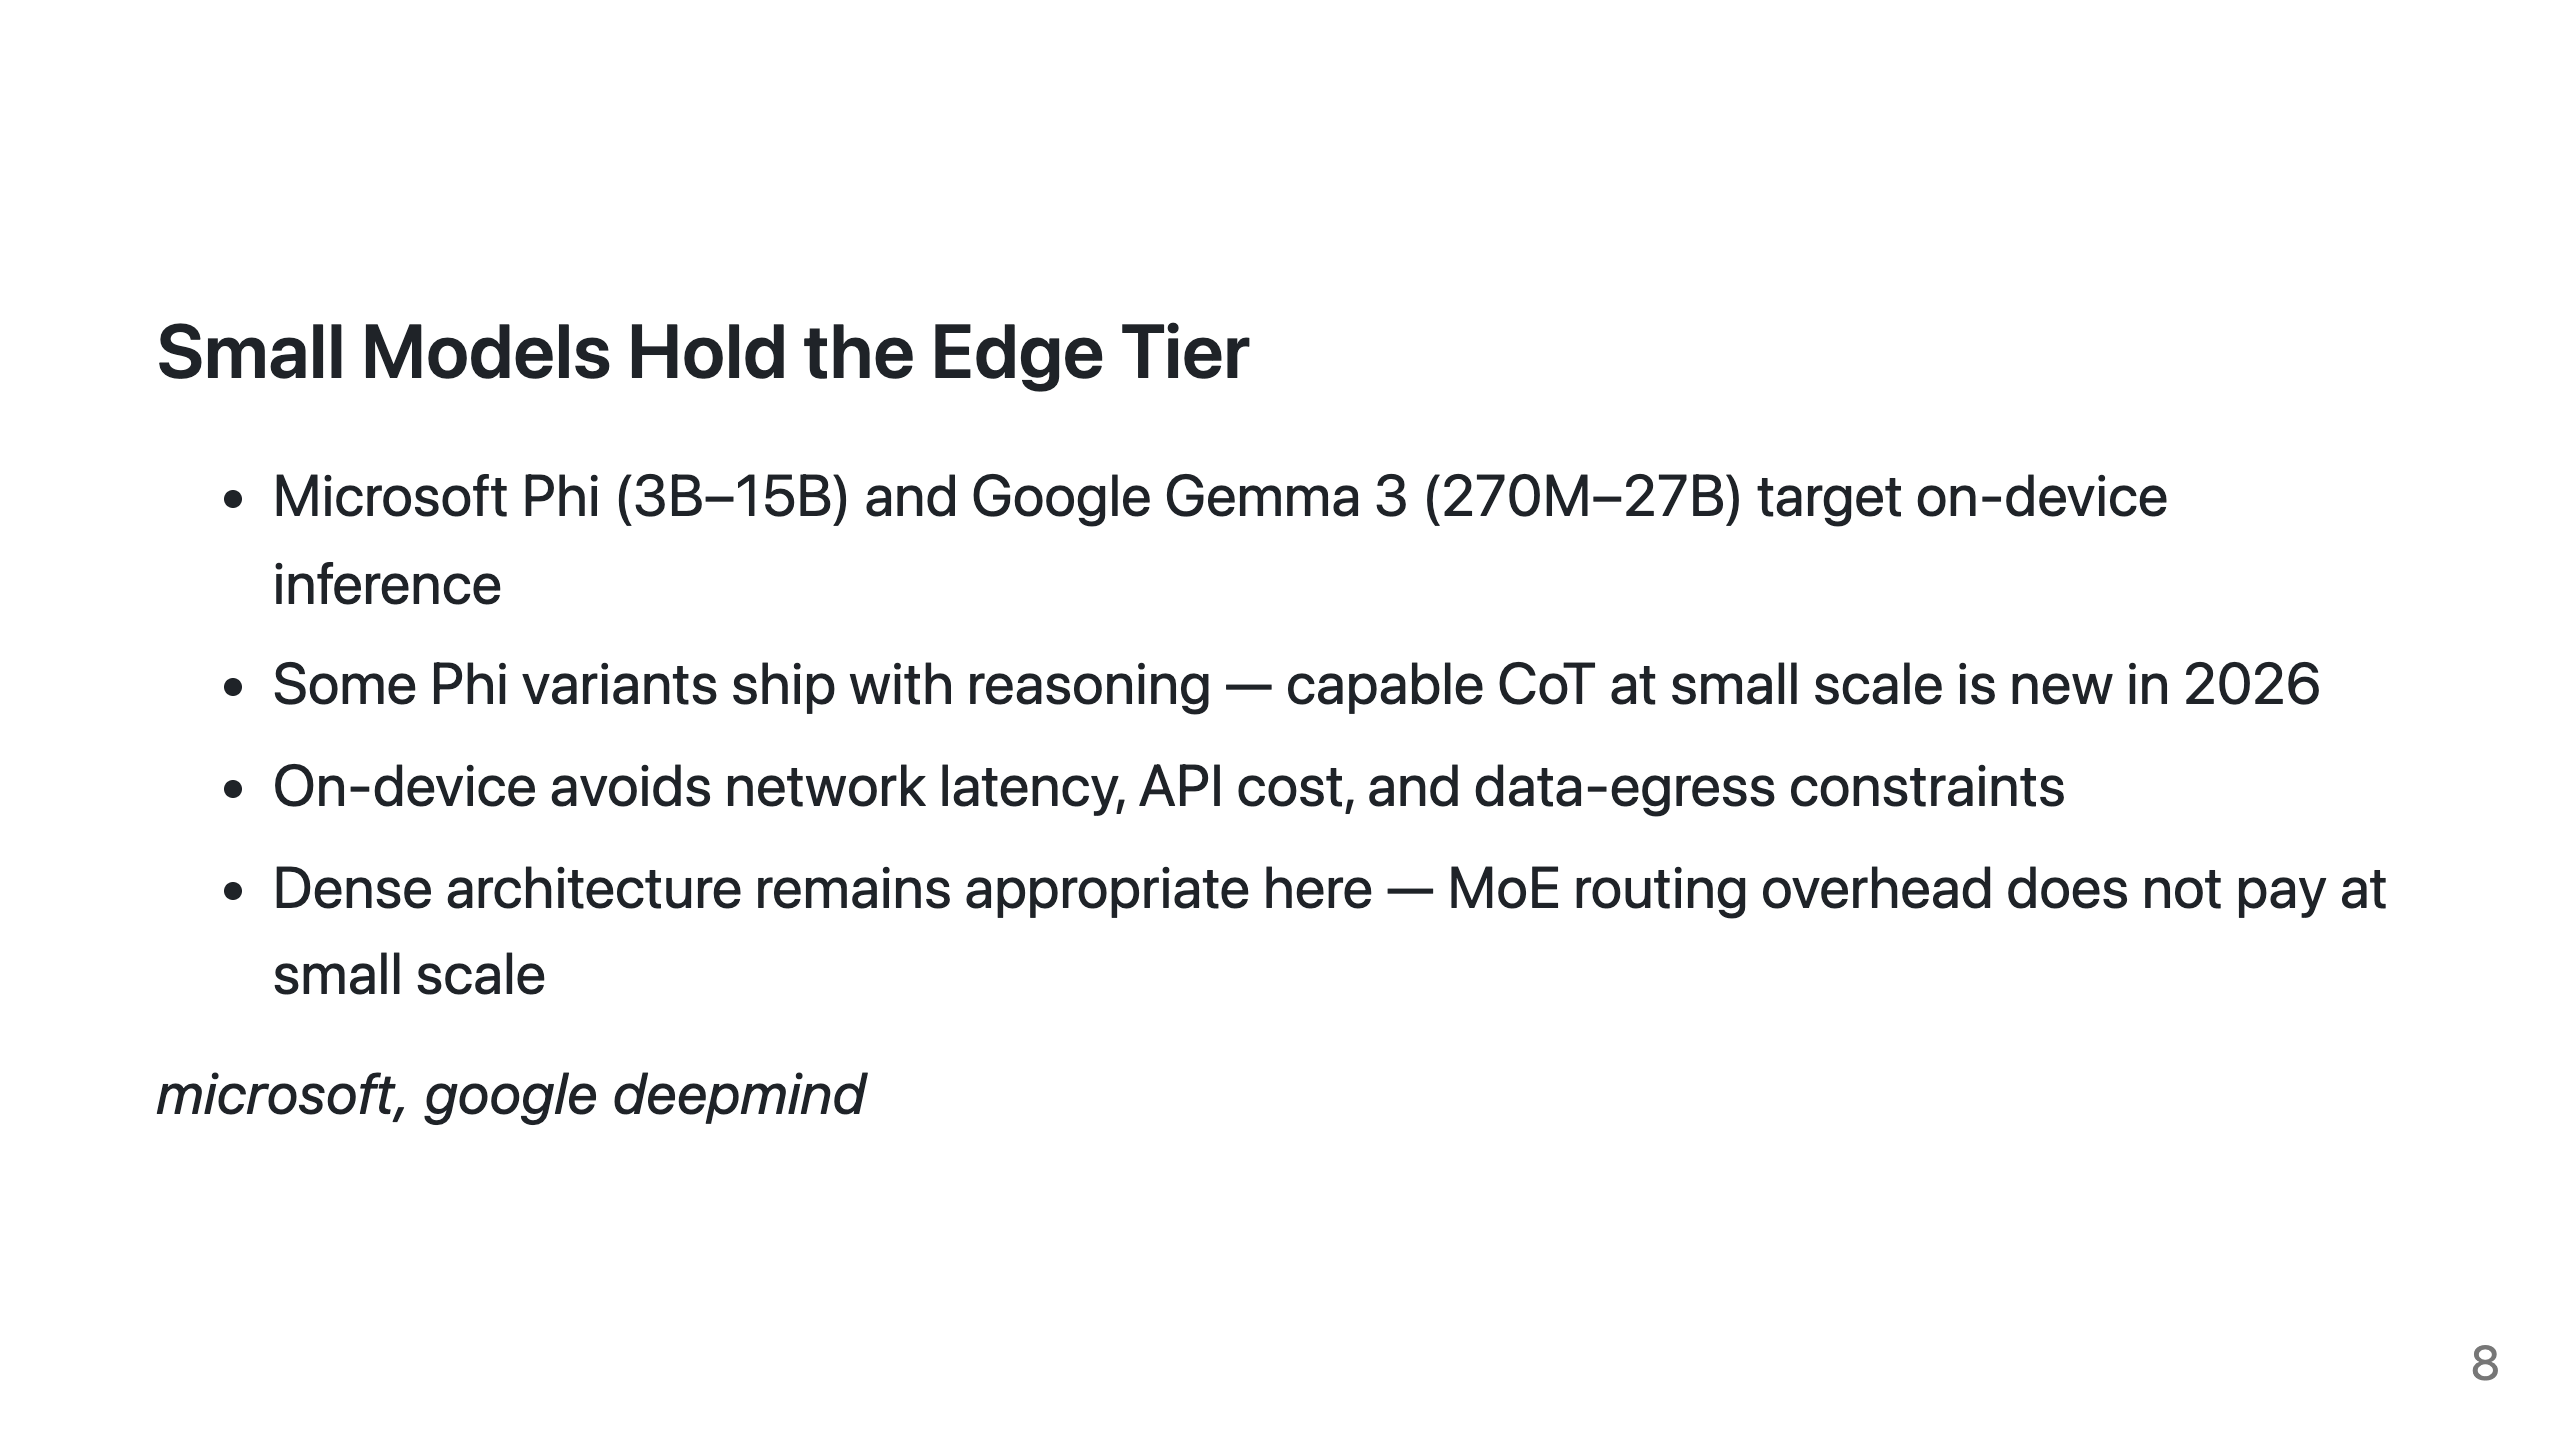 Small Models Hold the Edge Tier
• Microsoft Phi (3B–15B) and Google Gemma 3 (270M–27B) target on-device
inference
• Some Phi variants ship with reasoning — capable CoT at small scale is new in 2026
• On-device avoids network latency, API cost, and data-egress constraints
• Dense architecture remains appropriate here — MoE routing overhead does not pay at
small scale
microsoft, google deepmind
8